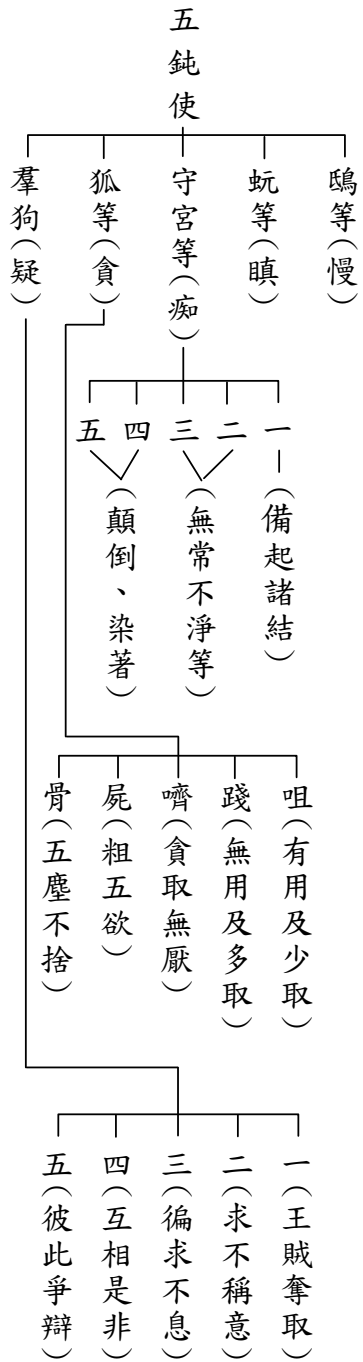 五鈍使
鴟等（慢）
蚖等（瞋）
守宮等（痴）
狐等（貪）
羣狗（疑）
一（備起諸結）
二
三（無常不淨等）
四
五（顛倒、染著）
咀（有用及少取）
踐（無用及多取）
嚌（貪取無厭）
屍（粗五欲）
骨（五塵不捨）
一（王賊奪取）
二（求不稱意）
三（徧求不息）
四（互相是非）
五（彼此爭辯）